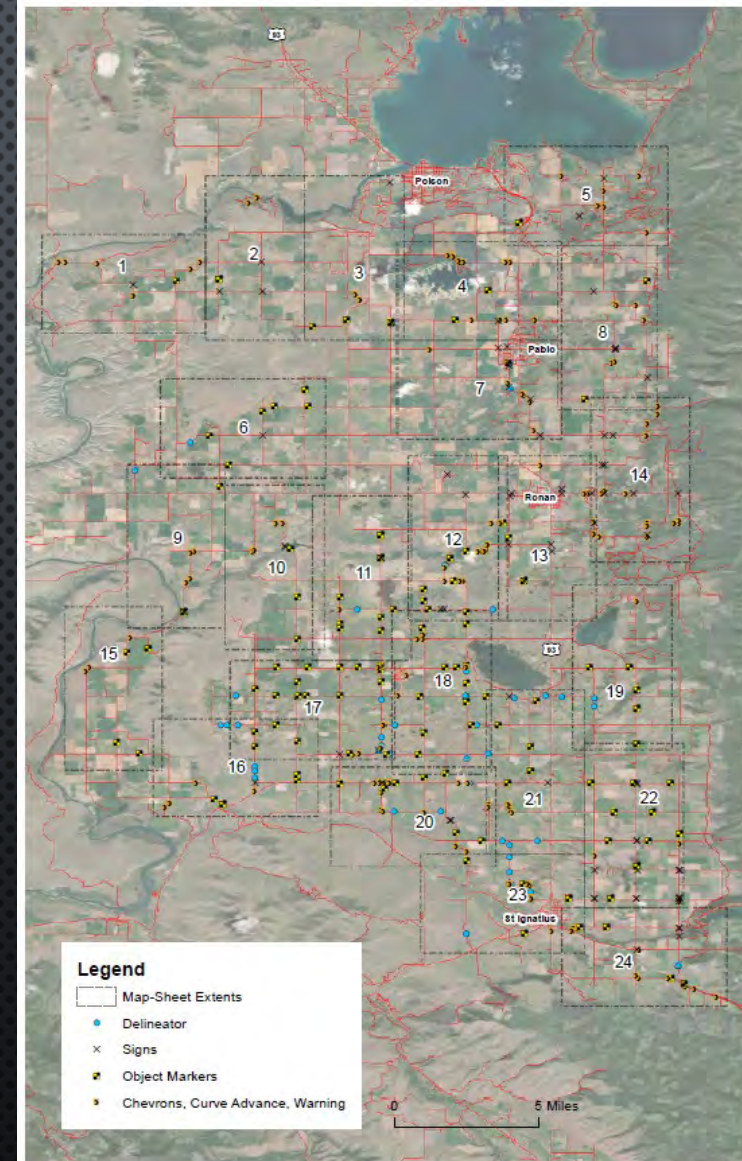 93
Polson
5
1
2
3
4
8
Pablo
7
6
14
Ronan
9
10
11
12
13
93
15
18
19
17
16
21
22
20
23
St Ignatius
24
Legend
Map-Sheet Extents
Delineator
Signs
Object Markers
Chevrons, Curve Advance, Warning
0 5 Miles